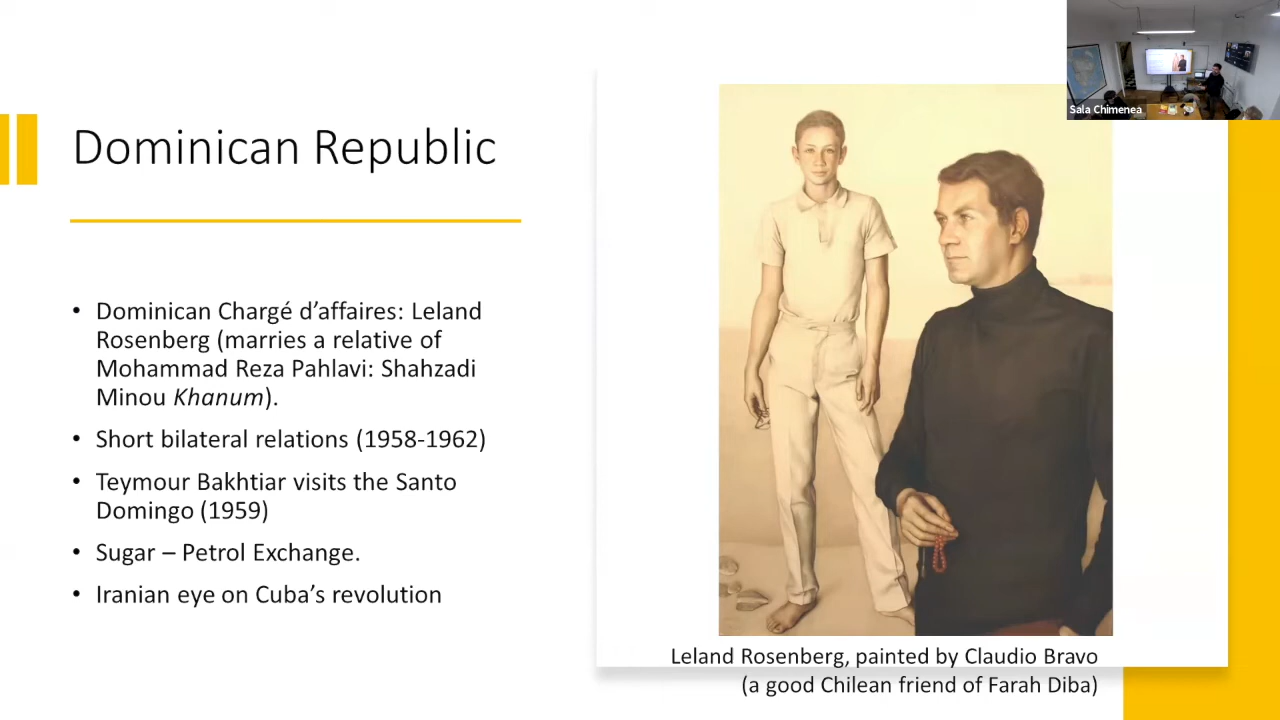 Sala Chimenea
Dominican Republic
• Dominican Chargé d’affaires: Leland
Rosenberg (marries a relative of
Mohammad Reza Pahlavi: Shahzadi
Minou Khanum).
• Short bilateral relations (1958-1962)
• Teymour Bakhtiar visits the Santo
Domingo (1959)
• Sugar – Petrol Exchange.
• Iranian eye on Cuba’s revolution
Leland Rosenberg, painted by Claudio Bravo
(a good Chilean friend of Farah Diba)